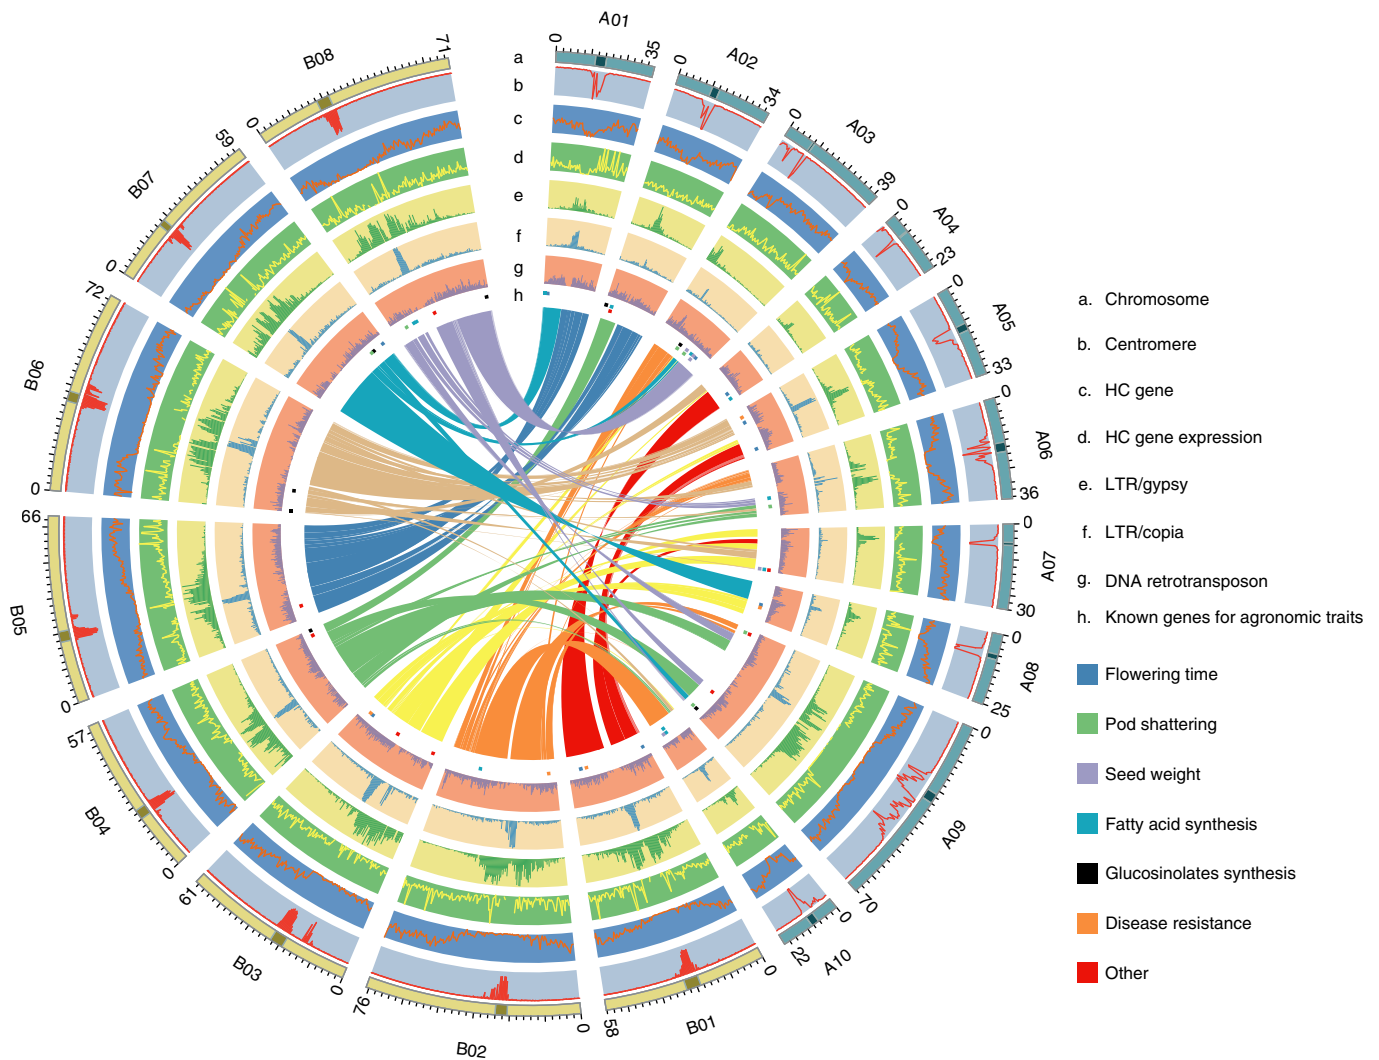 A01
0
35
A02
0
34
A03
0
39
A04
0
23
A05
0
33
A06
0
36
A07
0
30
A08
0
25
A09
0
70
A10
0
22
B01
0
58
B02
0
76
B03
0
61
B04
0
57
B05
0
66
B06
0
72
B07
0
59
B08
0
71
a
b
c
d
e
f
g
h
a. Chromosome
b. Centromere
c. HC gene
d. HC gene expression
e. LTR/gypsy
f. LTR/copia
g. DNA retrotransposon
h. Known genes for agronomic traits
Flowering time
Pod shattering
Seed weight
Fatty acid synthesis
Glucosinolates synthesis
Disease resistance
Other